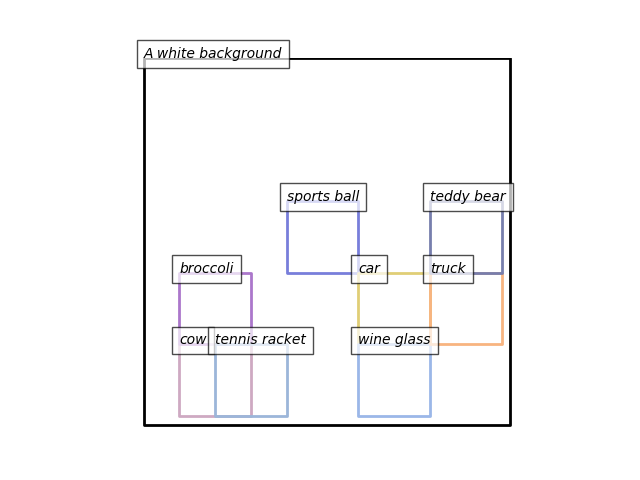 A white background
sports ball
teddy bear
broccoli
car
truck
cow
tennis racket
wine glass